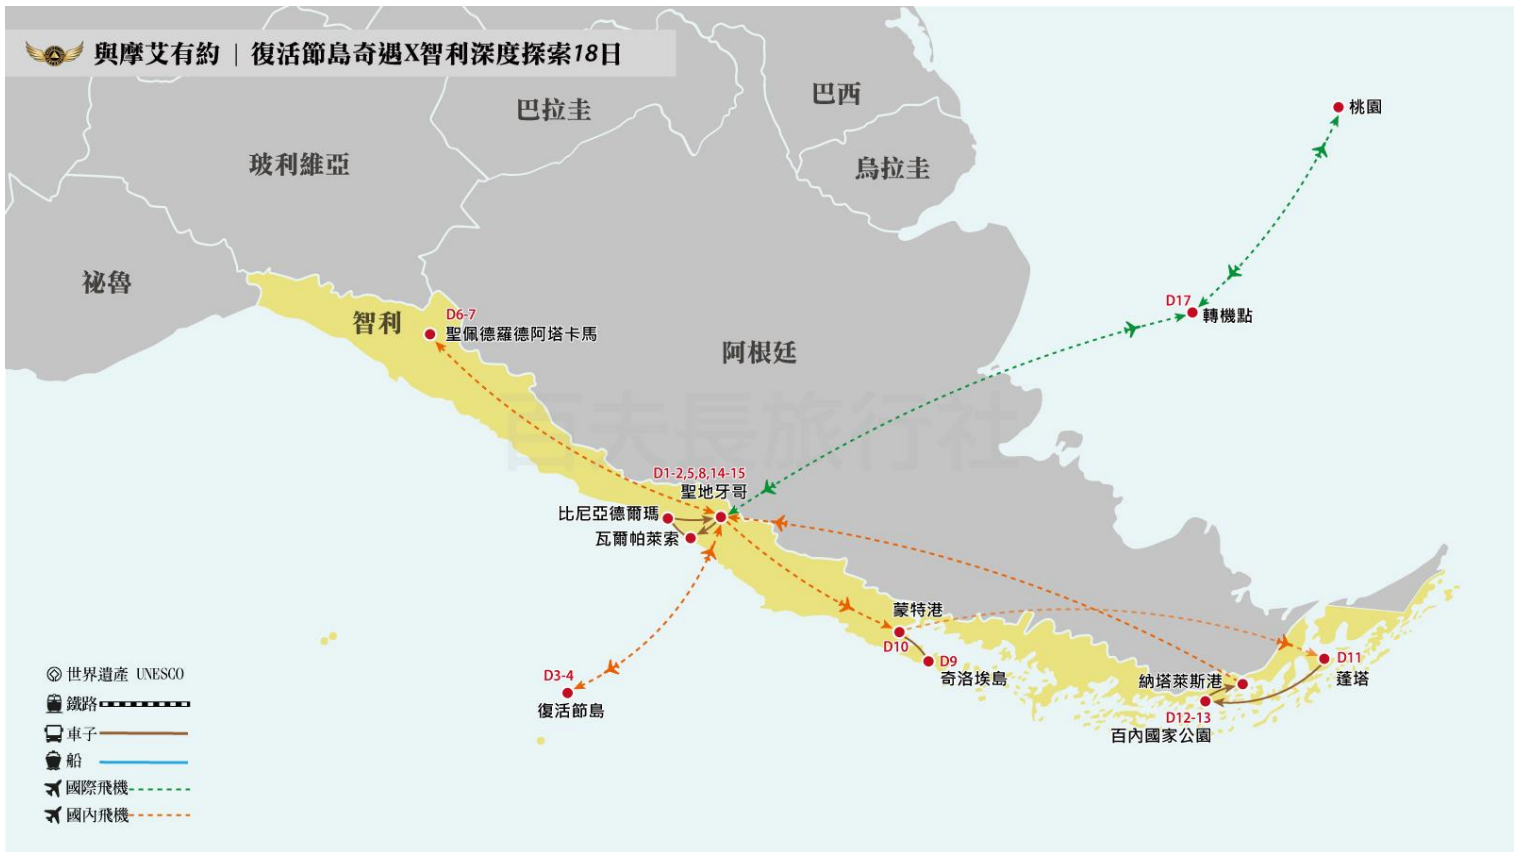 與摩艾有約｜復活節島奇遇X智利深度探索18日
巴西
巴拉圭
桃園
玻利維亞
烏拉圭
祕魯
D17
轉機點
D6-7
智利
聖佩德羅德阿塔卡馬
阿根廷
百夫長旅行社
D1-2,5,8,14-15
聖地牙哥
比尼亞德爾瑪
瓦爾帕萊索
蒙特港
D10
D9
奇洛埃島
D11
蓬塔
納塔萊斯港
D12-13
百內國家公園
D3-4
復活節島
世界遺產 UNESCO
鐵路
車子
船
國際飛機
國內飛機